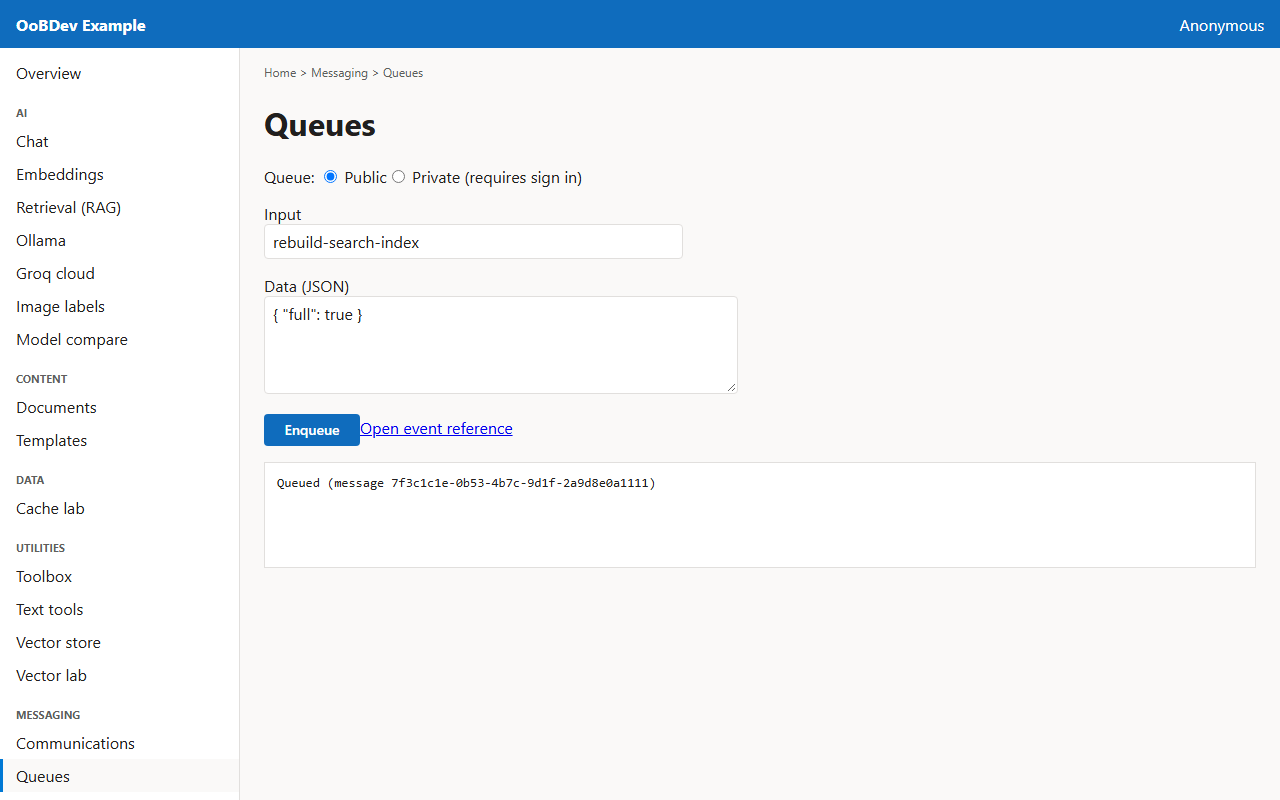 OoBDev Example
Anonymous
Overview
AI
Chat
Embeddings
Retrieval (RAG)
Ollama
Groq cloud
Image labels
Model compare
CONTENT
Documents
Templates
DATA
Cache lab
UTILITIES
Toolbox
Text tools
Vector store
Vector lab
MESSAGING
Communications
Queues
Home > Messaging > Queues
Queues
Queue: Public Private (requires sign in)
Input
rebuild-search-index
Data (JSON)
{ "full": true }
Enqueue Open event reference
Queued (message 7f3c1c1e-0b53-4b7c-9d1f-2a9d8e0a1111)